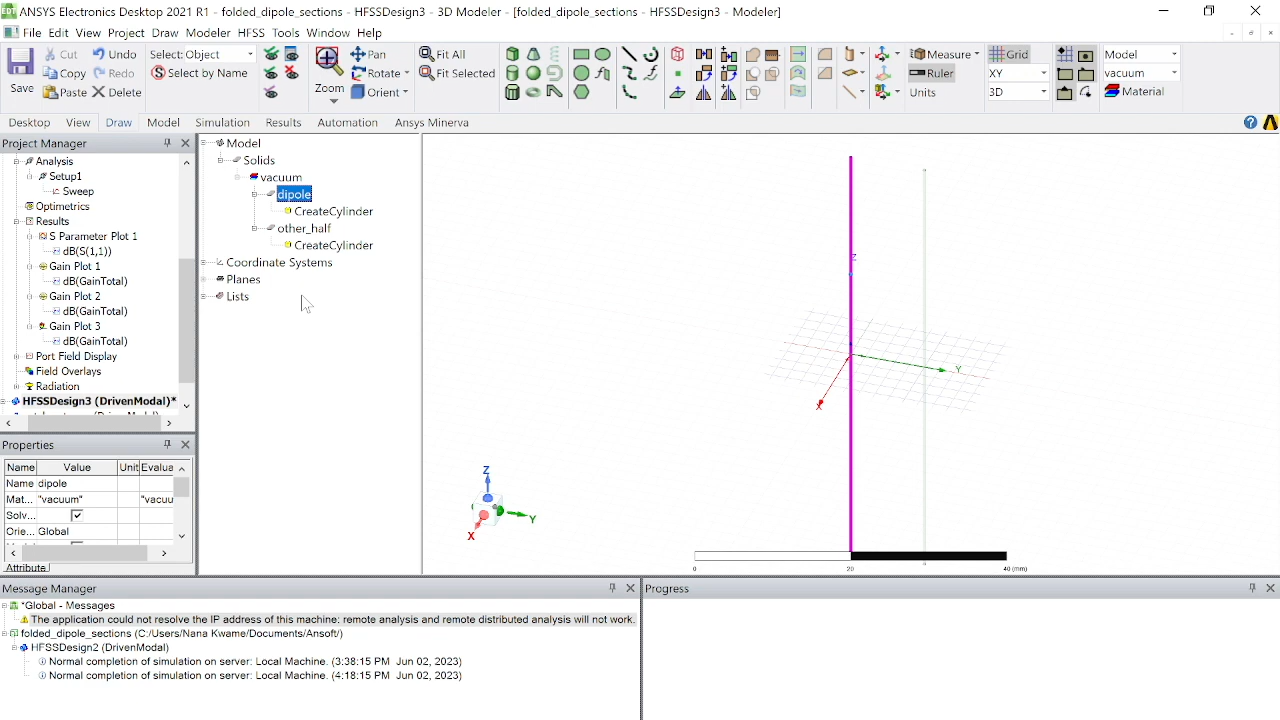 ANSYS Electronics Desktop 2021 R1 - folded_dipole_sections - HFSSDesign3 - 3D Modeler - [folded_dipole_sections - HFSSDesign3 - Modeler]
File Edit View Project Draw Modeler HFSS Tools Window Help
Save
Cut
Copy
Paste
Undo
Redo
Delete
Select: Object
Select by Name
Zoom
Pan
Rotate
Orient
Fit All
Fit Selected
Measure
Ruler
Units
Grid
XY
3D
Model
vacuum
Material
Desktop View Draw Model Simulation Results Automation Ansys Minerva
Project Manager
Analysis
Setup1
Sweep
Optimetrics
Results
S Parameter Plot 1
dB(S(1,1))
Gain Plot 1
dB(GainTotal)
Gain Plot 2
dB(GainTotal)
Gain Plot 3
dB(GainTotal)
Port Field Display
Field Overlays
Radiation
HFSSDesign3 (DrivenModal)*
Properties
Name Value Unit Evalua
Name dipole
Mat... "vacuum" "vacuu
Solv...
Orie... Global
Attribute
Model
Solids
vacuum
dipole
CreateCylinder
other_half
CreateCylinder
Coordinate Systems
Planes
Lists
Z
Y
X
Z
Y
X
0 20 40 (mm)
Message Manager
*Global - Messages
The application could not resolve the IP address of this machine: remote analysis and remote distributed analysis will not work.
folded_dipole_sections (C:/Users/Nana Kwame/Documents/Ansoft/)
HFSSDesign2 (DrivenModal)
Normal completion of simulation on server: Local Machine. (3:38:15 PM Jun 02, 2023)
Normal completion of simulation on server: Local Machine. (4:18:15 PM Jun 02, 2023)
Progress